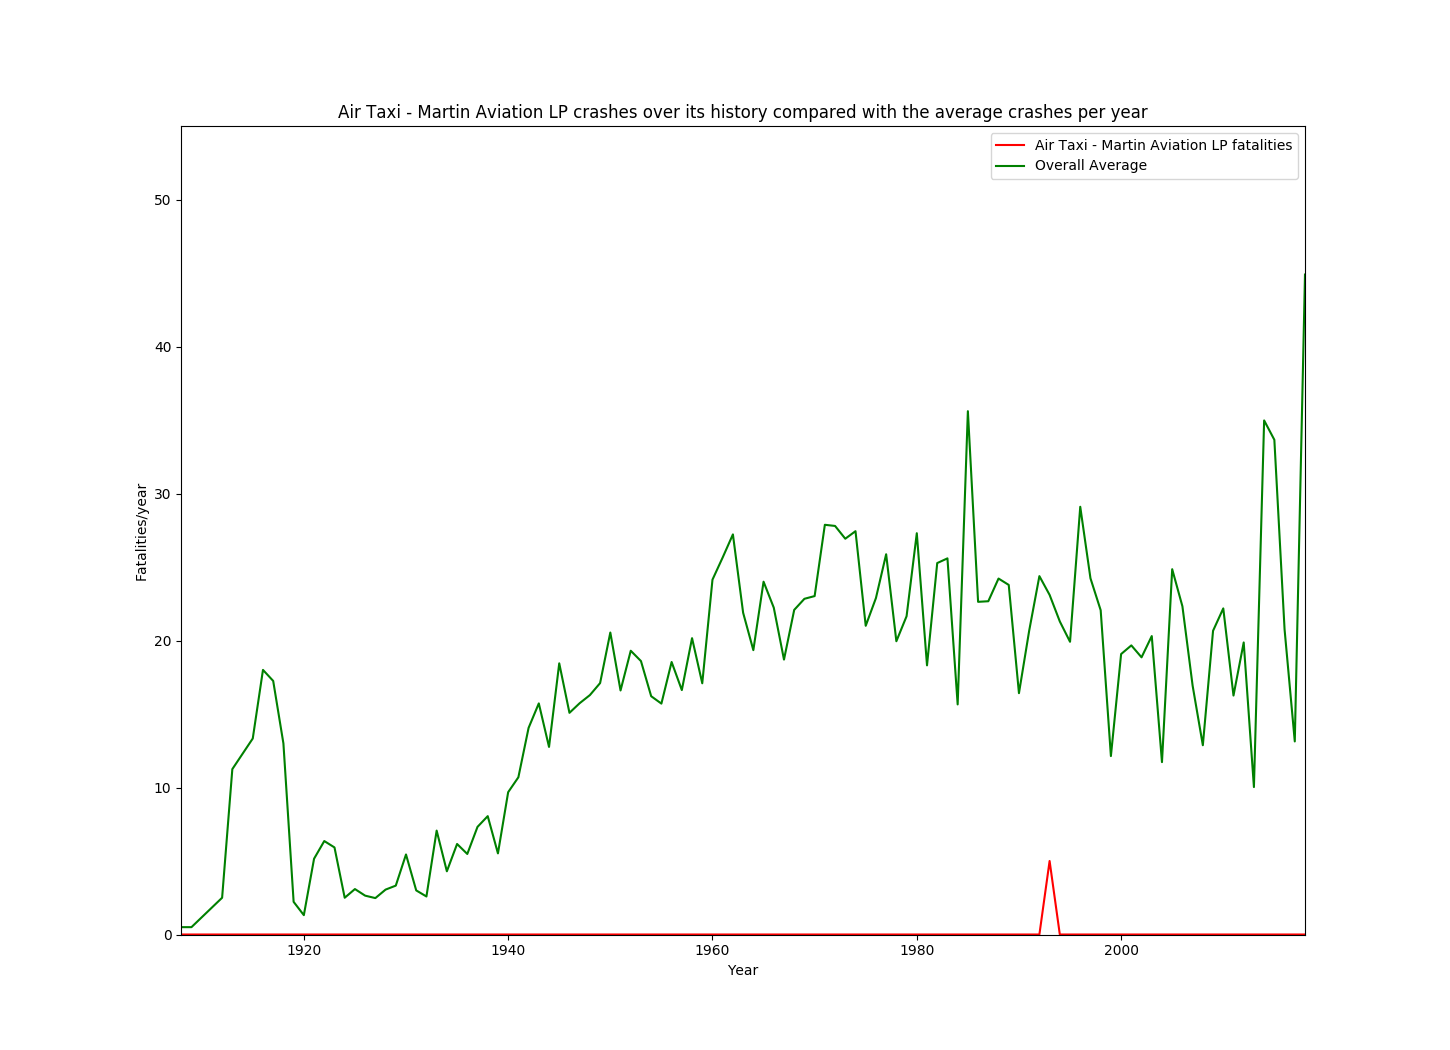 Air Taxi - Martin Aviation LP crashes over its history compared with the average crashes per year
Air Taxi - Martin Aviation LP fatalities
Overall Average
50
40
30
20
10
0
Fatalities/year
1920 1940 1960 1980 2000
Year